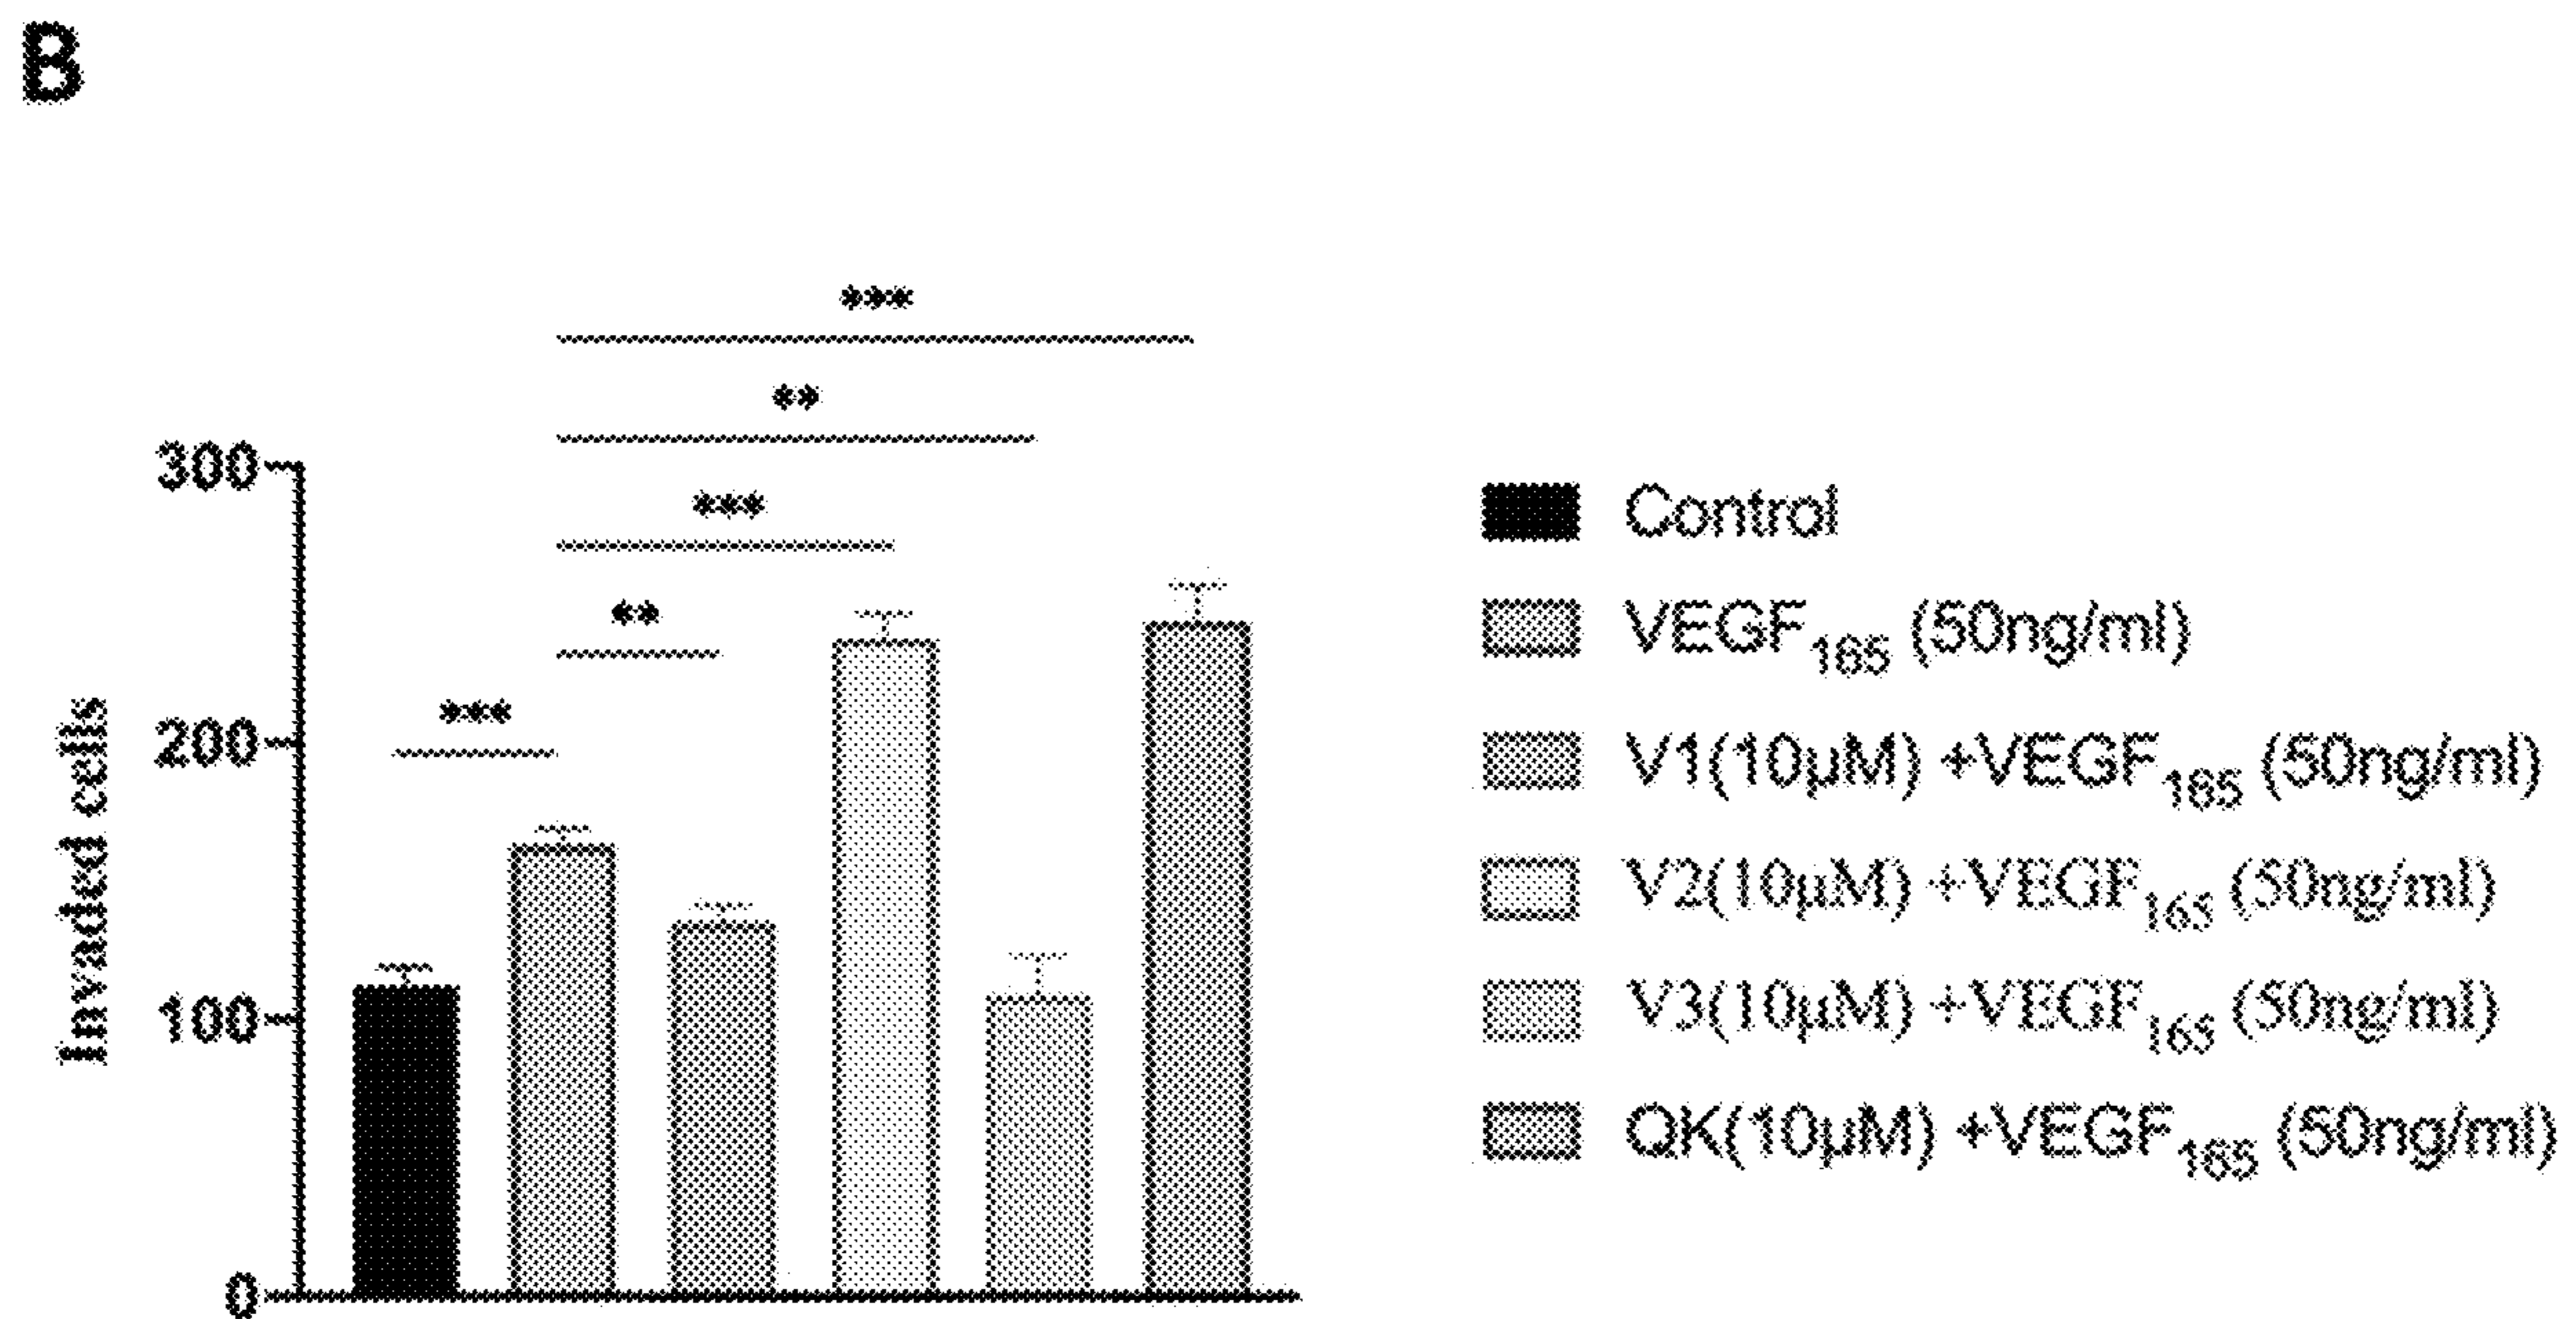 B
***
**
***
**
***
300
200
100
0
Invaded cells
Control
VEGF165 (50ng/ml)
V1(10μM) +VEGF165 (50ng/ml)
V2(10μM) +VEGF165 (50ng/ml)
V3(10μM) +VEGF165 (50ng/ml)
QK(10μM) +VEGF165 (50ng/ml)